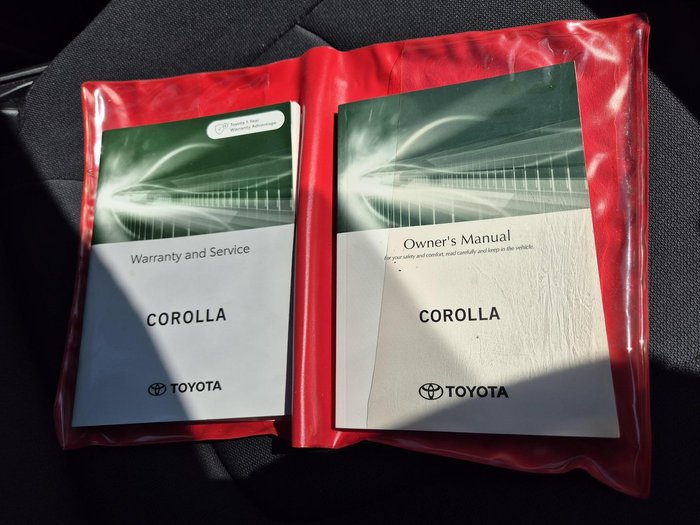 Toyota 5 Year
Warranty Advantage
Warranty and Service
COROLLA
TOYOTA
Owner's Manual
For your safety and comfort, read carefully and keep in the vehicle.
COROLLA
TOYOTA